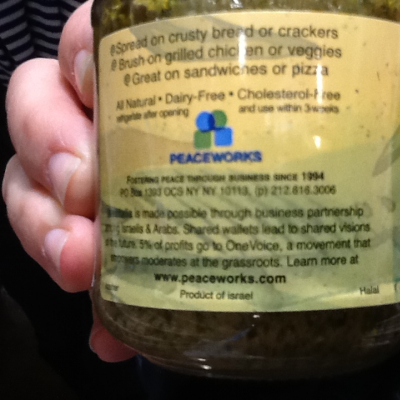 @Spread on crusty bread or crackers
@Brush on grilled chicken or veggies
@Great on sandwiches or pizza
All Natural • Dairy-Free • Cholesterol-Free
refrigerate after opening and use within 3-weeks
PEACEWORKS
FOSTERING PEACE THROUGH BUSINESS SINCE 1994
PO Box 1393 OCS NY NY 10113, (p) 212.616.3006
is made possible through business partnership
among Israelis & Arabs. Shared wallets lead to shared visions
future. 5% of profits go to OneVoice, a movement that
empowers moderates at the grassroots. Learn more at
www.peaceworks.com
Product of Israel
Halal